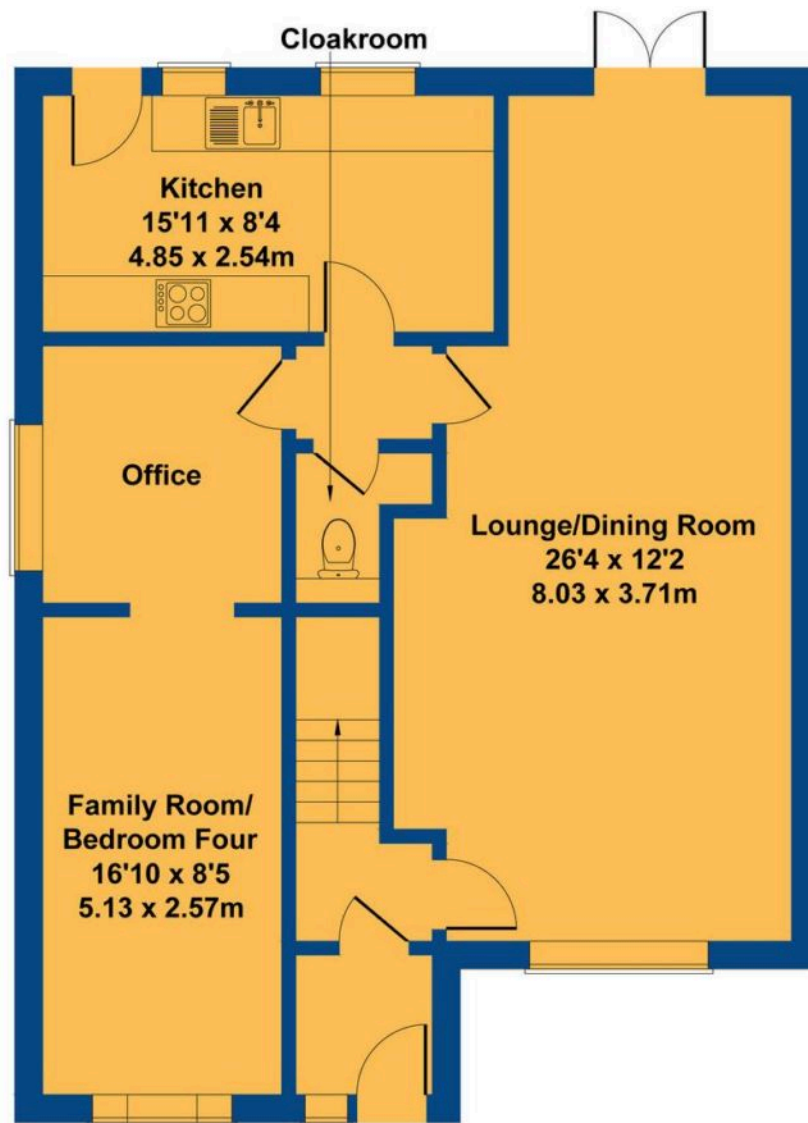 Cloakroom
Kitchen
15'11 x 8'4
4.85 x 2.54m
Office
Lounge/Dining Room
26'4 x 12'2
8.03 x 3.71m
Family Room/
Bedroom Four
16'10 x 8'5
5.13 x 2.57m